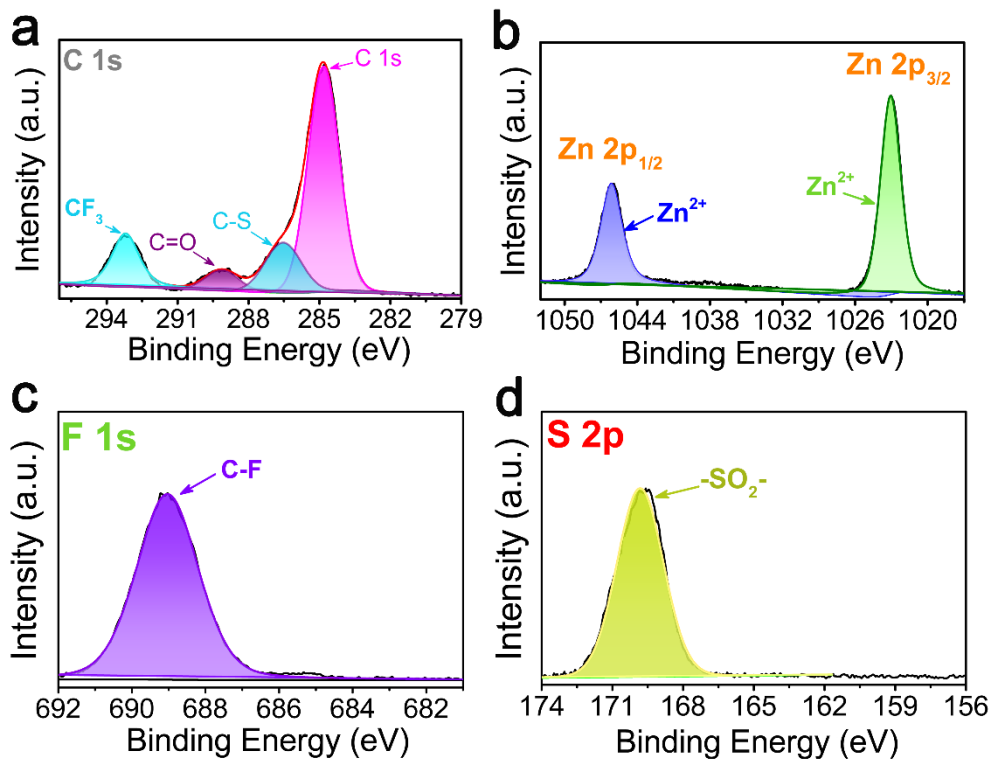 a
C 1s
C 1s
CF₃
C=O
C-S
Intensity (a.u.)
294 291 288 285 282 279
Binding Energy (eV)
b
Zn 2p₃/₂
Zn 2p₁/₂
Zn²⁺
Zn²⁺
Intensity (a.u.)
1050 1044 1038 1032 1026 1020
Binding Energy (eV)
c
F 1s
C-F
Intensity (a.u.)
692 690 688 686 684 682
Binding Energy (eV)
d
S 2p
-SO₂-
Intensity (a.u.)
174 171 168 165 162 159 156
Binding Energy (eV)